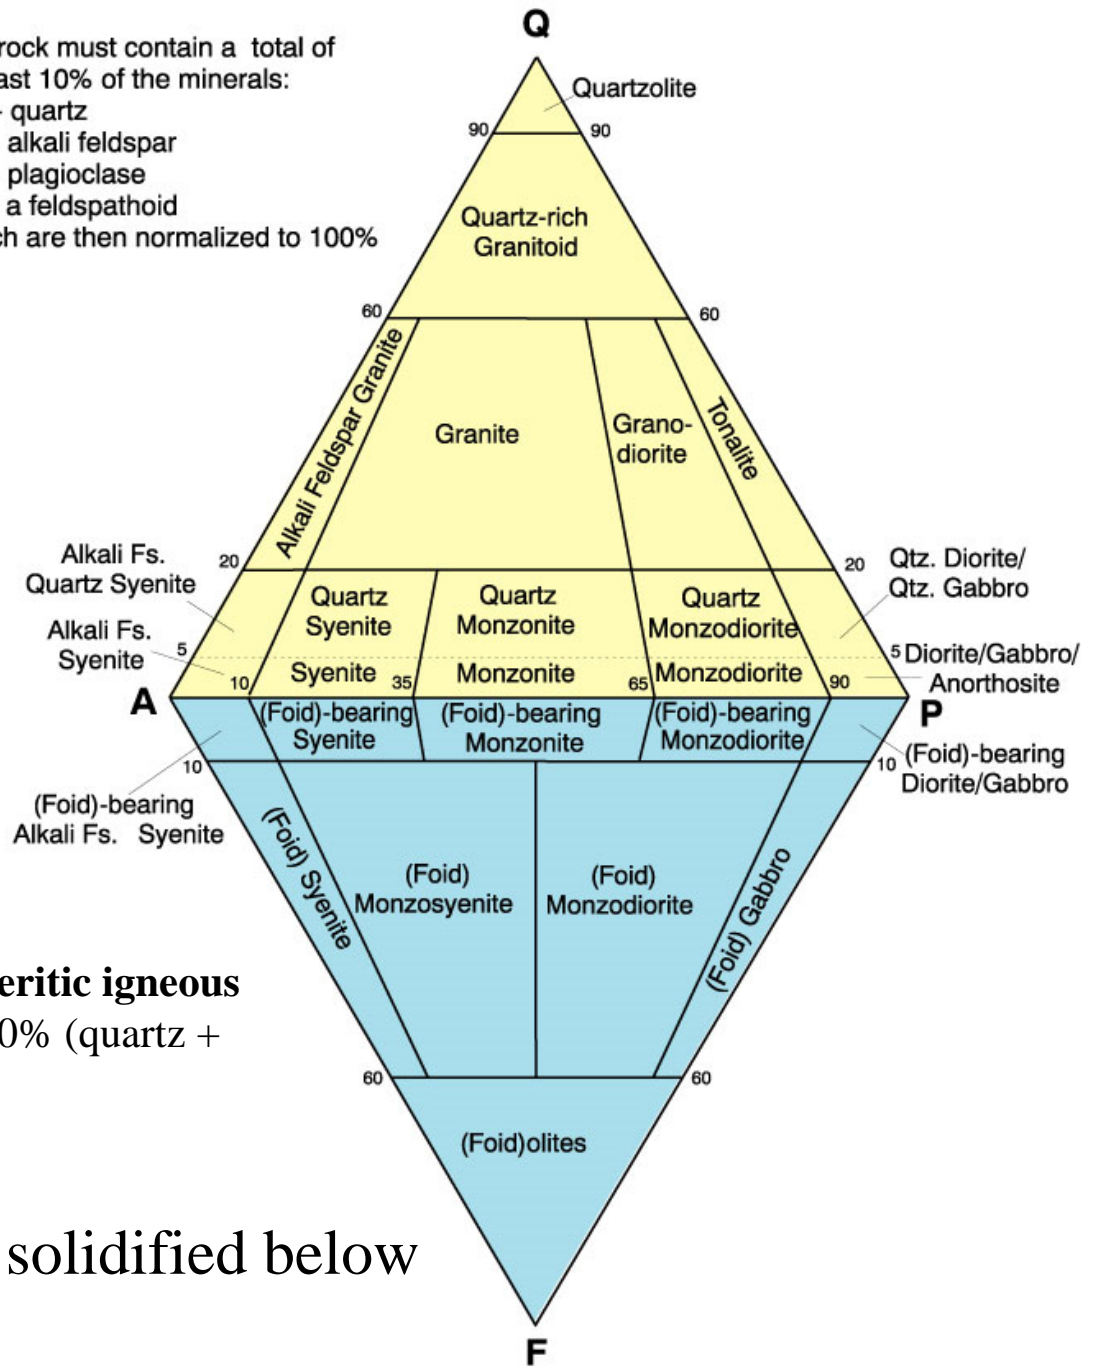 Q
rock must contain a total of
ast 10% of the minerals:
- quartz
alkali feldspar
plagioclase
a feldspathoid
ch are then normalized to 100%
Quartzolite
90
90
Quartz-rich
Granitoid
60
60
Alkali Feldspar Granite
Granite
Grano-
diorite
Tonalite
Alkali Fs.
Quartz Syenite
20
20
Qtz. Diorite/
Qtz. Gabbro
Quartz
Syenite
Quartz
Monzonite
Quartz
Monzodiorite
Alkali Fs.
Syenite
5
5
Diorite/Gabbro/
Anorthosite
10
Syenite
35
Monzonite
65
Monzodiorite
90
A
P
(Foid)-bearing
Syenite
(Foid)-bearing
Monzonite
(Foid)-bearing
Monzodiorite
(Foid)-bearing
Diorite/Gabbro
10
10
(Foid)-bearing
Alkali Fs. Syenite
(Foid) Syenite
(Foid)
Monzosyenite
(Foid)
Monzodiorite
(Foid) Gabbro
eritic igneous
0% (quartz +
60
60
(Foid)olites
solidified below
F